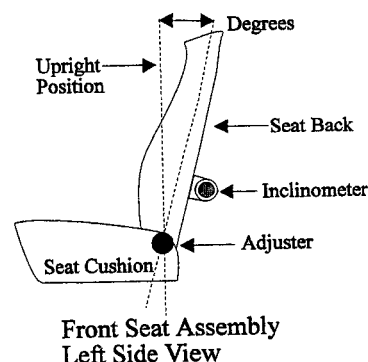 Degrees
Upright
Position
Seat Back
Inclinometer
Adjuster
Seat Cushion
Front Seat Assembly
Left Side View